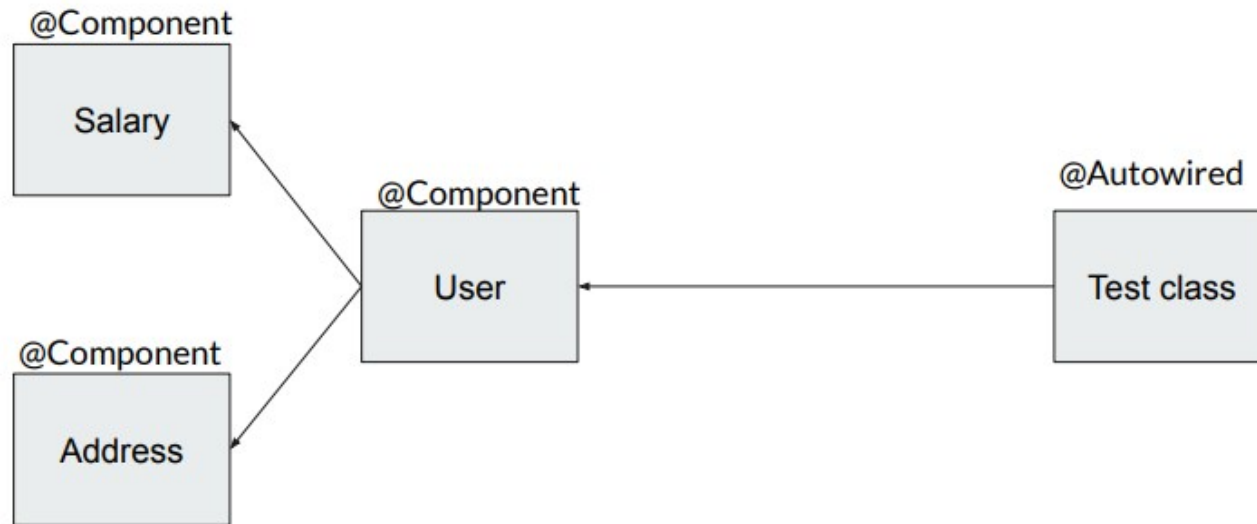 @Component
Salary
@Component
User
@Autowired
Test class
@Component
Address